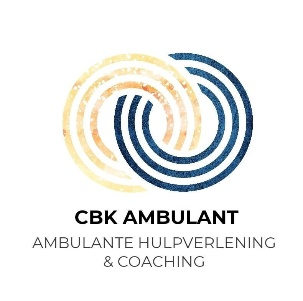 CBK AMBULANT
AMBULANTE HULPVERLENING
& COACHING